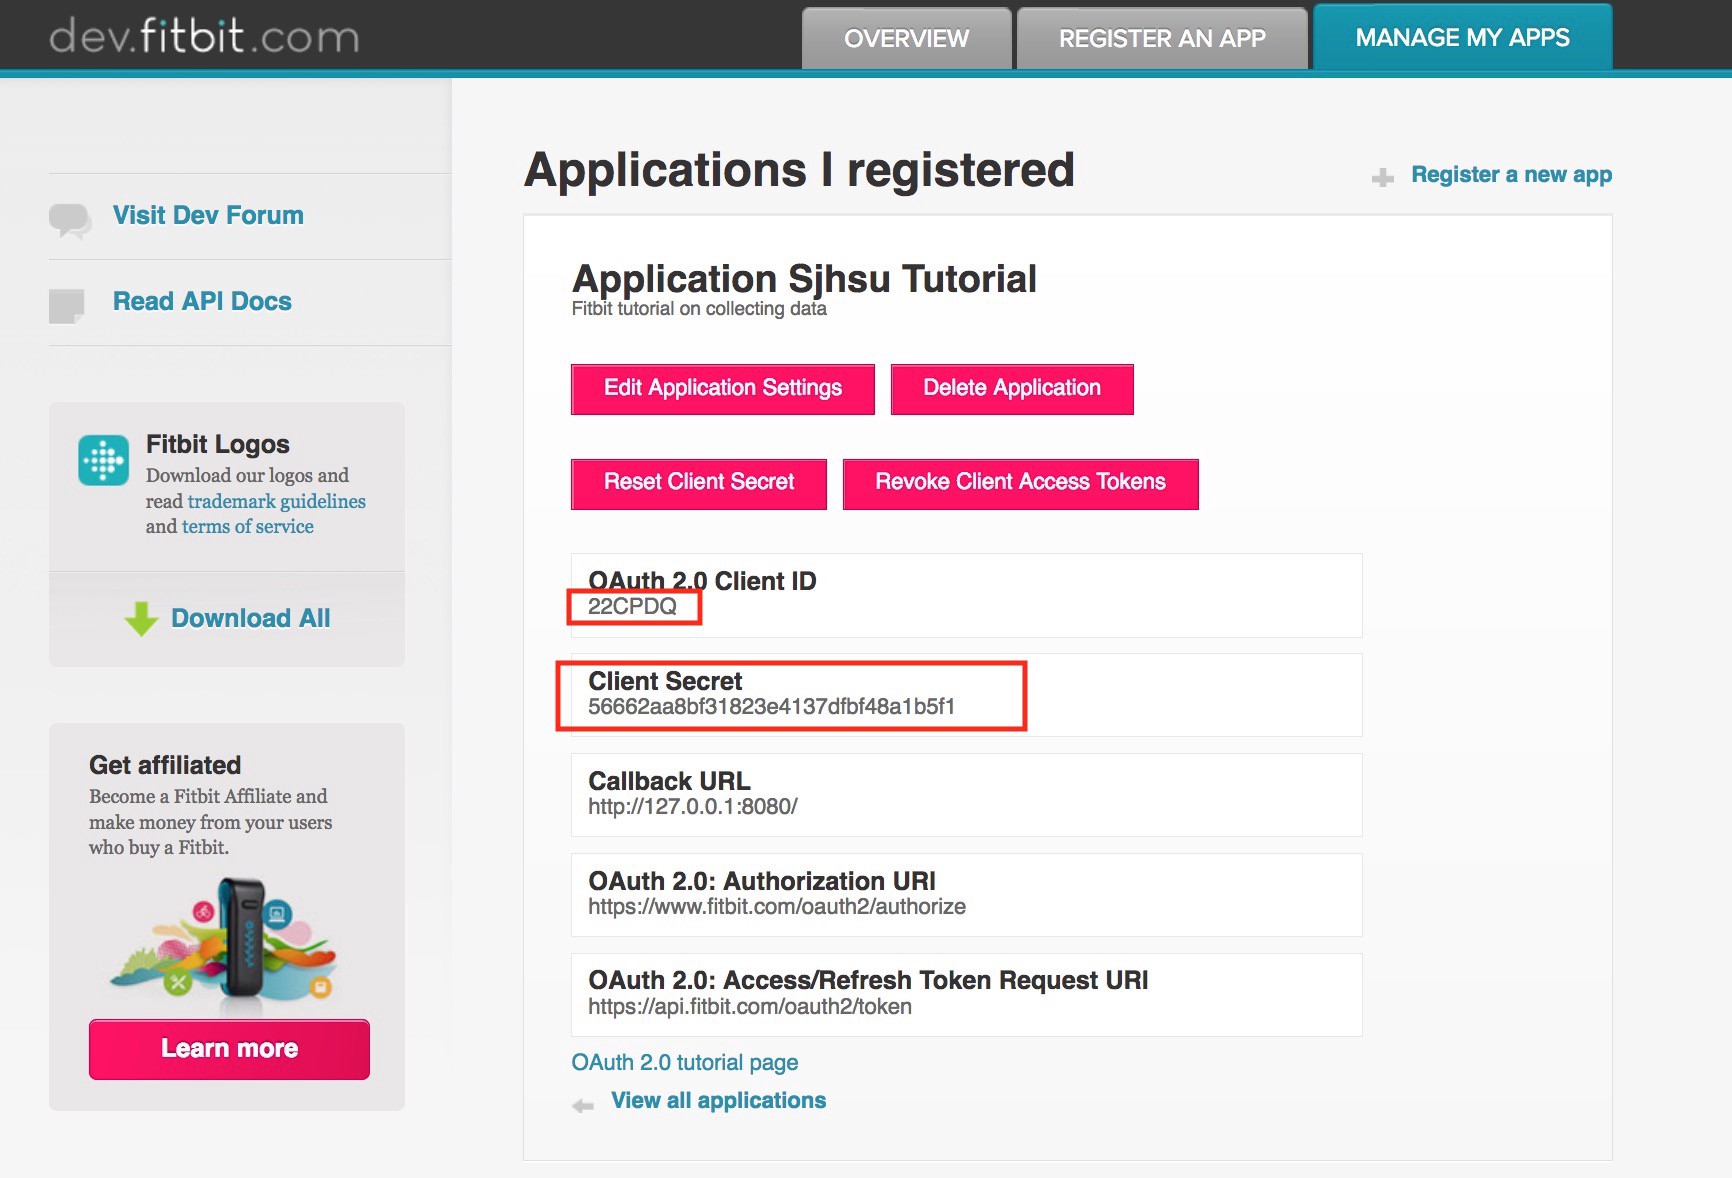 dev.fitbit.com
OVERVIEW
REGISTER AN APP
MANAGE MY APPS
Visit Dev Forum
Read API Docs
Fitbit Logos
Download our logos and
read trademark guidelines
and terms of service
Download All
Get affiliated
Become a Fitbit Affiliate and
make money from your users
who buy a Fitbit.
Learn more
Applications I registered
Register a new app
Application Sjhsu Tutorial
Fitbit tutorial on collecting data
Edit Application Settings
Delete Application
Reset Client Secret
Revoke Client Access Tokens
OAuth 2.0 Client ID
22CPDQ
Client Secret
56662aa8bf31823e4137dfbf48a1b5f1
Callback URL
http://127.0.0.1:8080/
OAuth 2.0: Authorization URI
https://www.fitbit.com/oauth2/authorize
OAuth 2.0: Access/Refresh Token Request URI
https://api.fitbit.com/oauth2/token
OAuth 2.0 tutorial page
View all applications